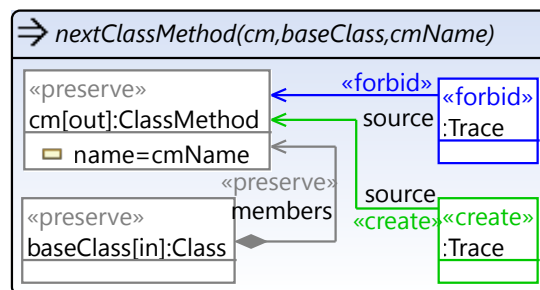 nextClassMethod(cm,baseClass,cmName)
«preserve»
cm[out]:ClassMethod
name=cmName
«forbid»
source
«forbid»
:Trace
«preserve»
members
source
«create»
«preserve»
baseClass[in]:Class
«create»
:Trace